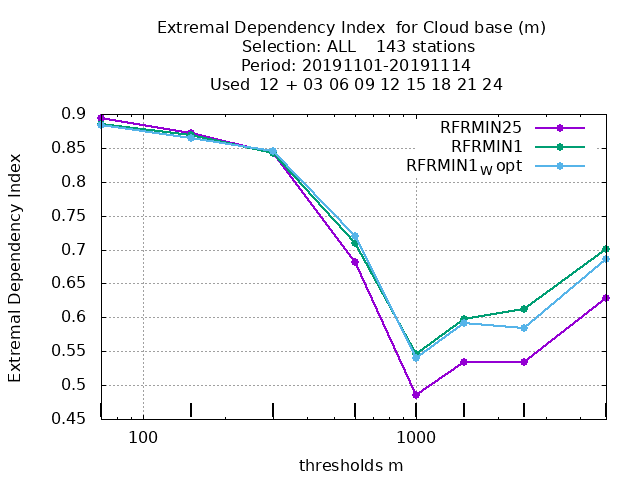 Extremal Dependency Index  for Cloud base (m)
Selection: ALL    143 stations
Period: 20191101-20191114
Used  12 + 03 06 09 12 15 18 21 24
RFRMIN25
RFRMIN1
RFRMIN1W opt
Extremal Dependency Index
0.9
0.85
0.8
0.75
0.7
0.65
0.6
0.55
0.5
0.45
100
1000
thresholds m